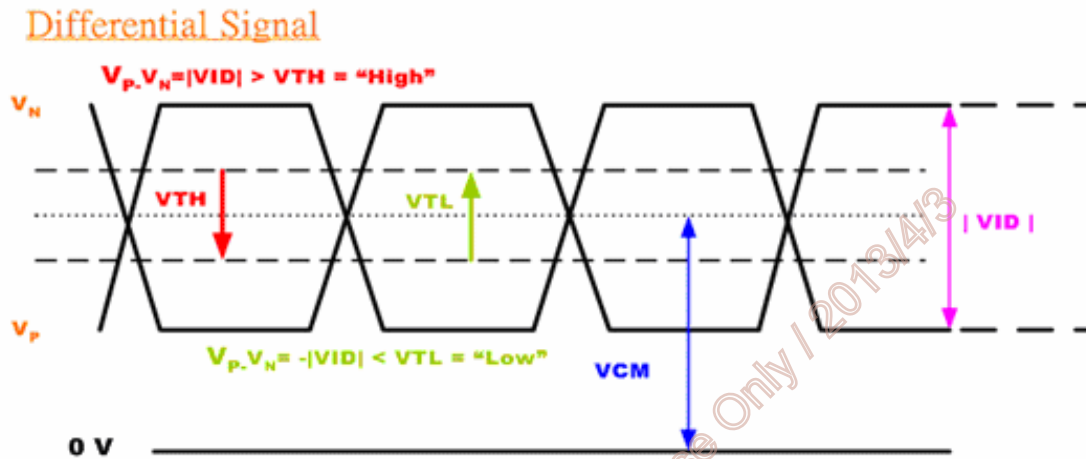 Differential Signal
VP-VN=|VID| > VTH = “High”
VN
VTH
VTL
| VID |
VP
VP-VN= -|VID| < VTL = “Low”
VCM
0 V
Only / 2013/4/3